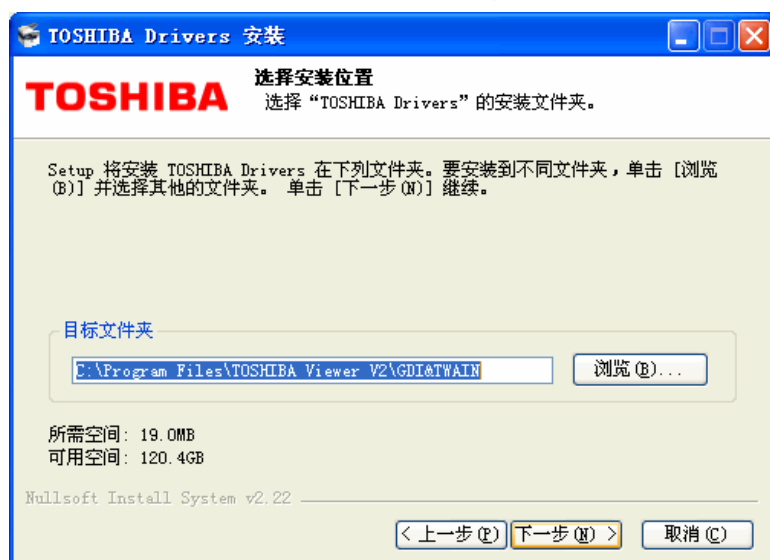 TOSHIBA Drivers 安装
TOSHIBA
选择安装位置
选择“TOSHIBA Drivers”的安装文件夹。
Setup 将安装 TOSHIBA Drivers 在下列文件夹。要安装到不同文件夹，单击 [浏览
(B)] 并选择其他的文件夹。 单击 [下一步(N)] 继续。
目标文件夹
C:\Program Files\TOSHIBA Viewer V2\GDI&TWAIN
浏览(B)...
所需空间: 19.0MB
可用空间: 120.4GB
Nullsoft Install System v2.22
< 上一步(P)
下一步(N) >
取消(C)